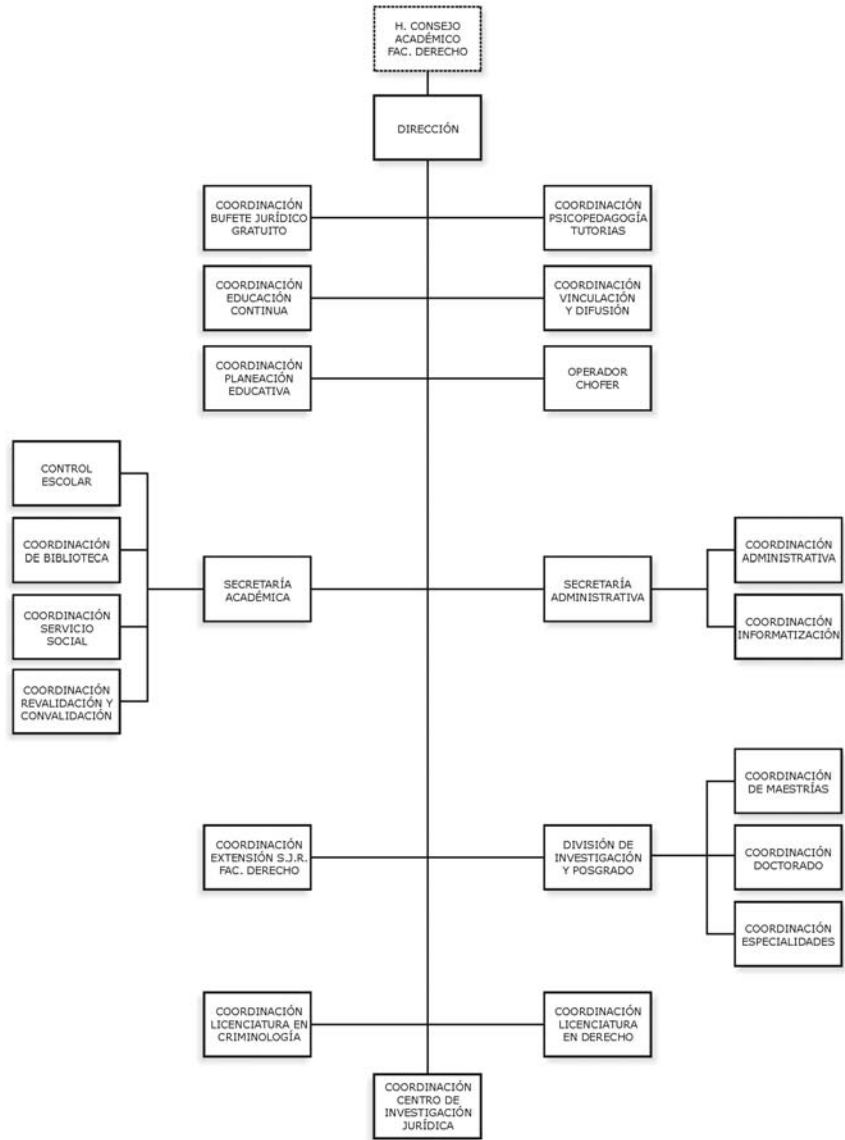 H. CONSEJO
ACADÉMICO
FAC. DERECHO
DIRECCIÓN
COORDINACIÓN
BUFETE JURÍDICO
GRATUITO
COORDINACIÓN
PSICOPEDAGOGÍA
TUTORIAS
COORDINACIÓN
EDUCACIÓN
CONTINUA
COORDINACIÓN
VINCULACIÓN
Y DIFUSIÓN
COORDINACIÓN
PLANEACIÓN
EDUCATIVA
OPERADOR
CHOFER
CONTROL
ESCOLAR
COORDINACIÓN
DE BIBLIOTECA
COORDINACIÓN
SERVICIO
SOCIAL
COORDINACIÓN
REVALIDACIÓN Y
CONVALIDACIÓN
SECRETARÍA
ACADÉMICA
SECRETARÍA
ADMINISTRATIVA
COORDINACIÓN
ADMINISTRATIVA
COORDINACIÓN
INFORMATIZACIÓN
COORDINACIÓN
EXTENSIÓN S.J.R.
FAC. DERECHO
DIVISIÓN DE
INVESTIGACIÓN
Y POSGRADO
COORDINACIÓN
DE MAESTRÍAS
COORDINACIÓN
DOCTORADO
COORDINACIÓN
ESPECIALIDADES
COORDINACIÓN
LICENCIATURA EN
CRIMINOLOGÍA
COORDINACIÓN
LICENCIATURA
EN DERECHO
COORDINACIÓN
CENTRO DE
INVESTIGACIÓN
JURÍDICA